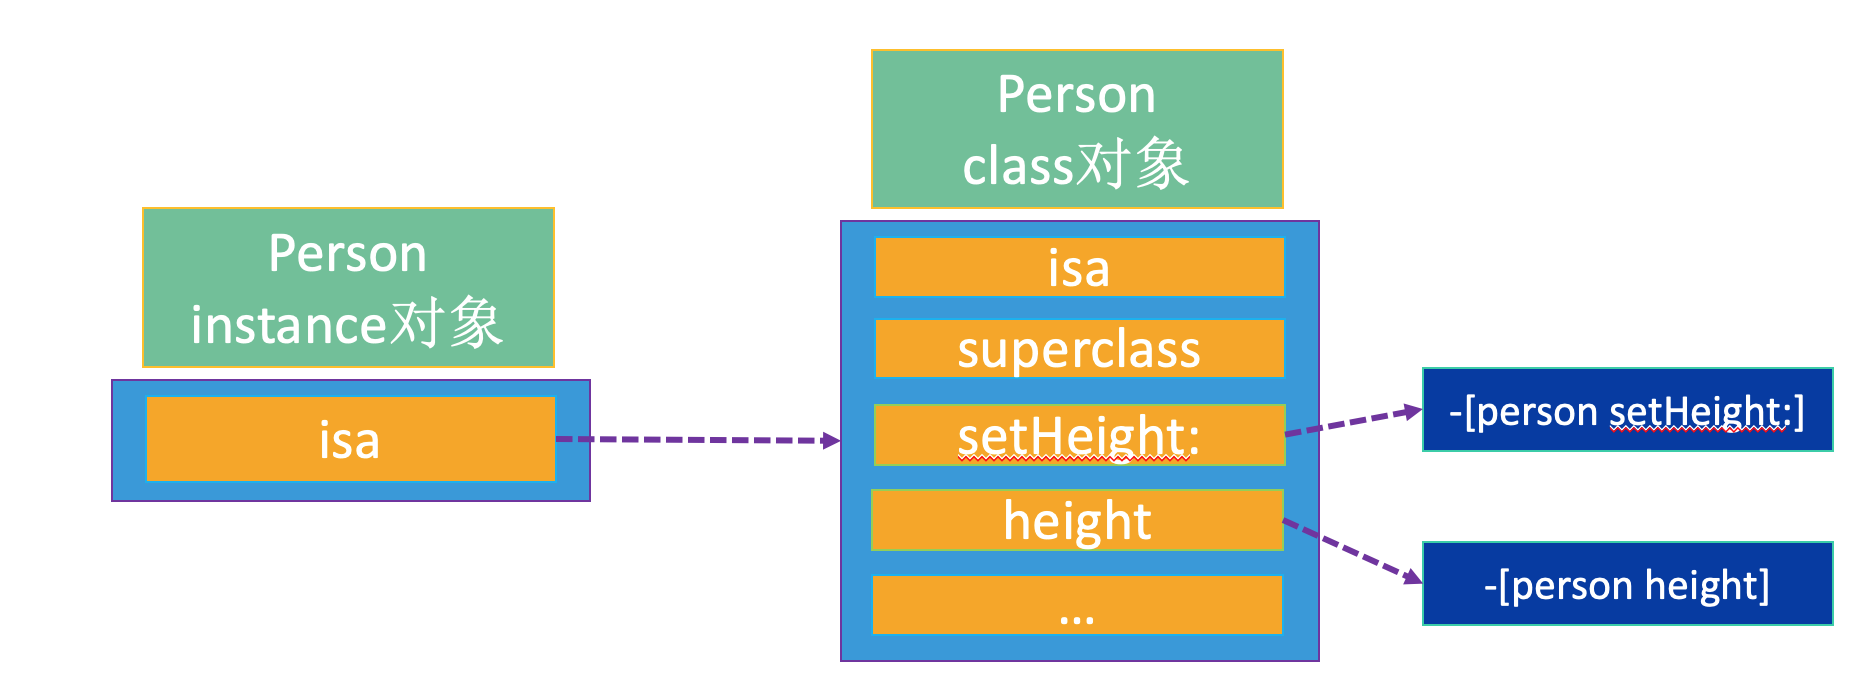 Person
instance对象
isa
Person
class对象
isa
superclass
setHeight:
height
...
-[person setHeight:]
-[person height]